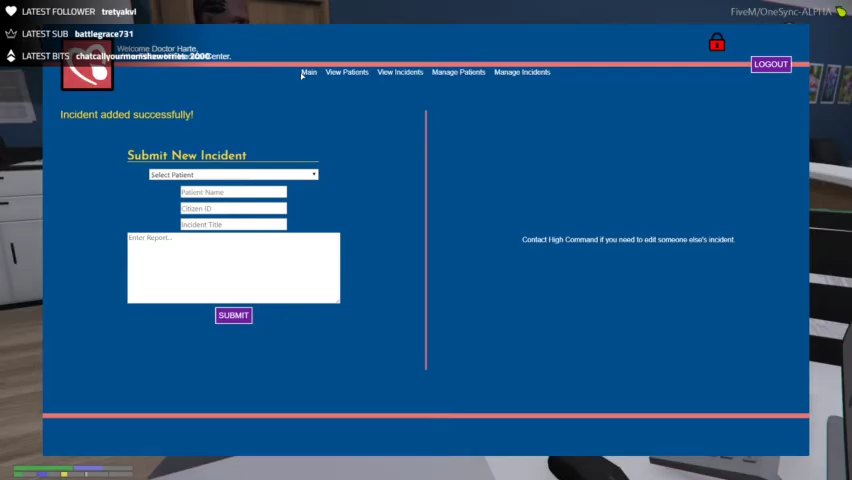 LATEST FOLLOWER tretyakvl
FiveM/OneSync-ALPHA
LATEST SUB battlegrace731
Welcome Doctor Harte,
LATEST BITS Center.
LOGOUT
Main View Patients View Incidents Manage Patients Manage Incidents
Incident added successfully!
Submit New Incident
Select Patient
Patient Name
Citizen ID
Incident Title
Enter Report...
SUBMIT
Contact High Command if you need to edit someone else's incident.